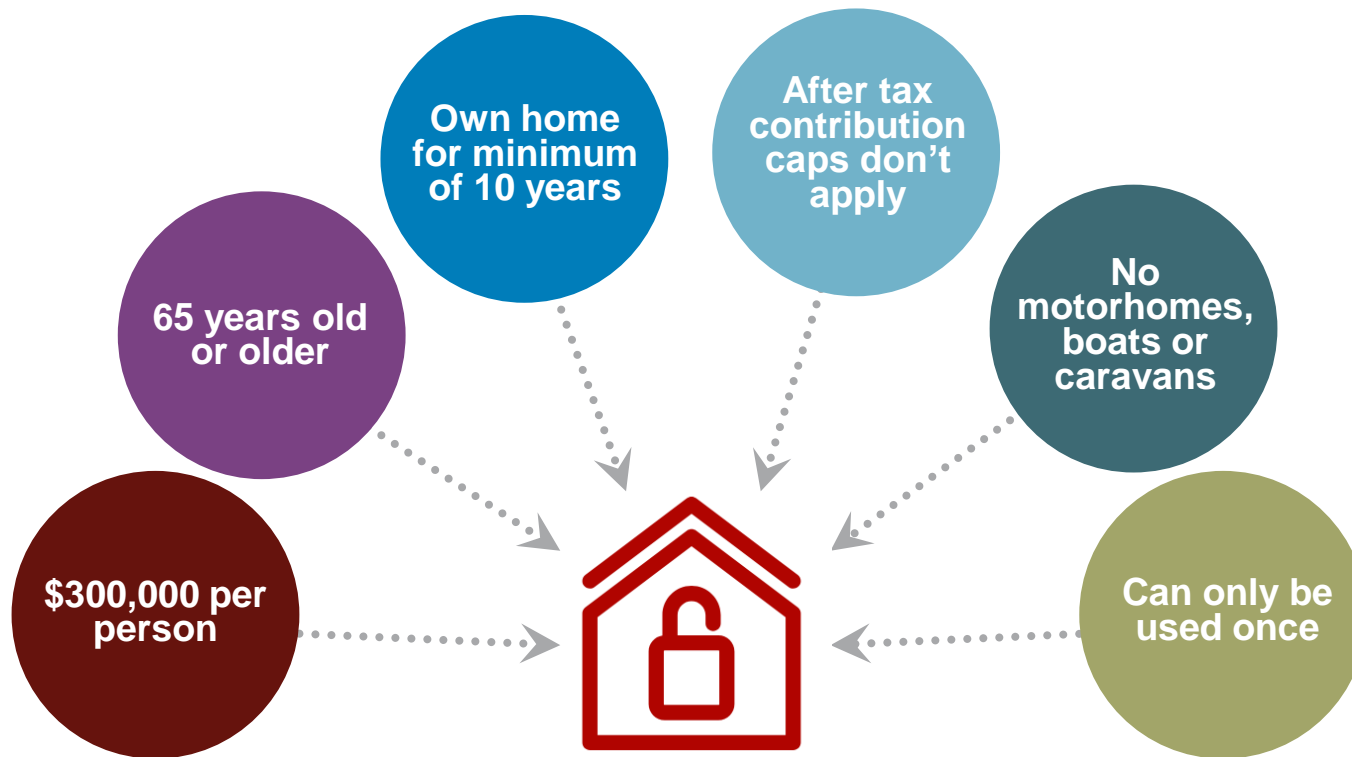 Own home
for minimum
of 10 years
After tax
contribution
caps don’t
apply
65 years old
or older
No
motorhomes,
boats or
caravans
$300,000 per
person
Can only be
used once